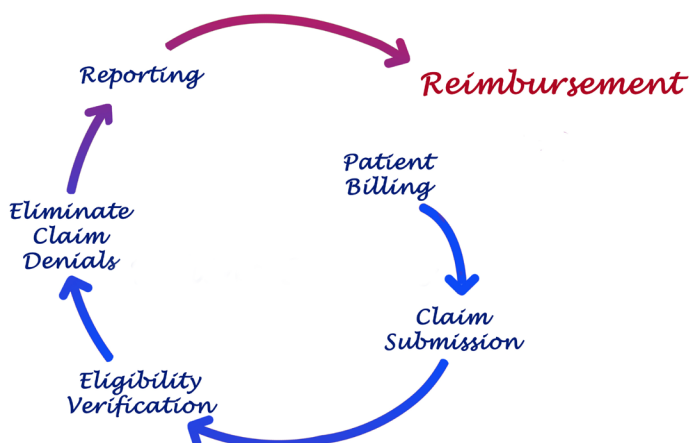 Reporting
Reimbursement
Patient
Billing
Eliminate
Claim
Denials
Claim
Submission
Eligibility
Verification